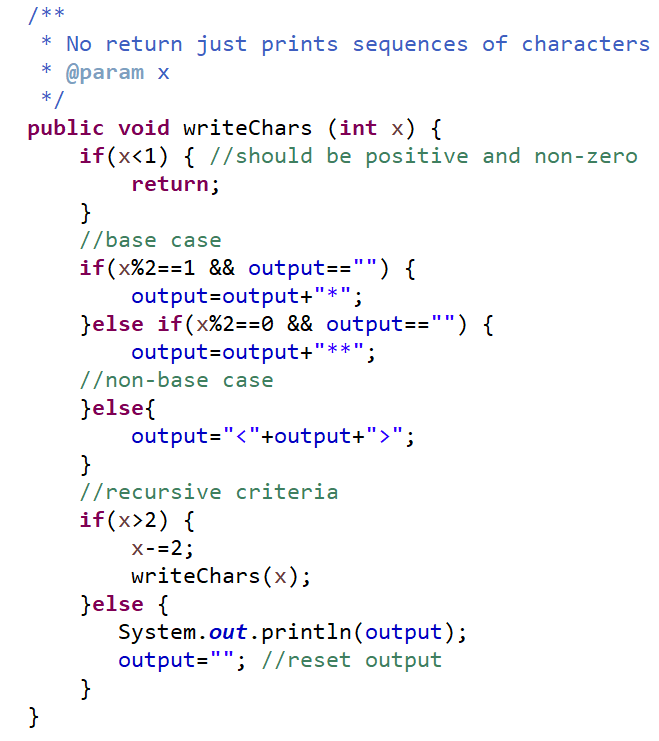 /**
 * No return just prints sequences of characters
 * @param x
 */
public void writeChars (int x) {
    if(x<1) { //should be positive and non-zero
        return;
    }
    //base case
    if(x%2==1 && output=="") {
        output=output+"*";
    }else if(x%2==0 && output=="") {
        output=output+"**";
    //non-base case
    }else{
        output="<"+output+">";
    }
    //recursive criteria
    if(x>2) {
        x-=2;
        writeChars(x);
    }else {
       System.out.println(output);
       output=""; //reset output
    }
}